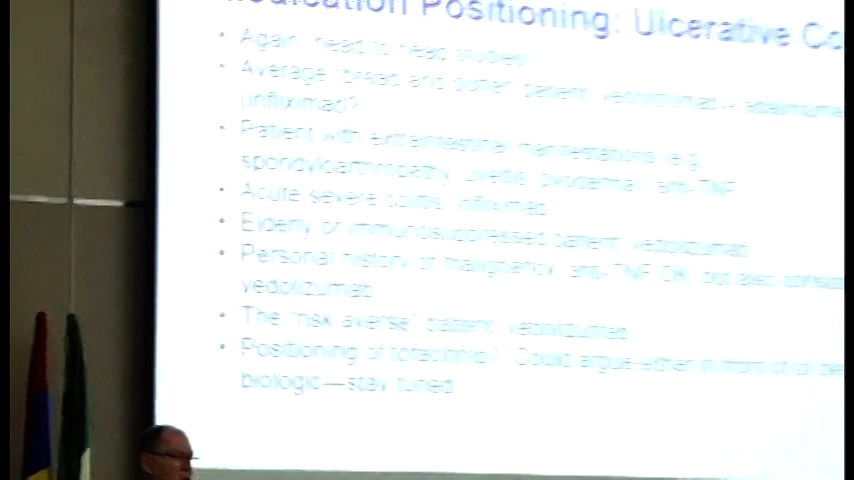 Positioning: Ulcerative Co
Again, head to head studies!
Average "bread and butter" patient: vedolizumab
(infliximab?)
Patient with extraintestinal manifestations (e.g.
spondyloarthropathy, uveitis, pyoderma): anti-TNF
Acute severe colitis: infliximab
Elderly or immunosuppressed patient: vedolizumab
Personal history of malignancy: anti-TNF OK, but also consid
vedolizumab
The "risk averse" patient: vedolizumab
Positioning of tofacitinib? Could argue either in front of or be
biologic—stay tuned